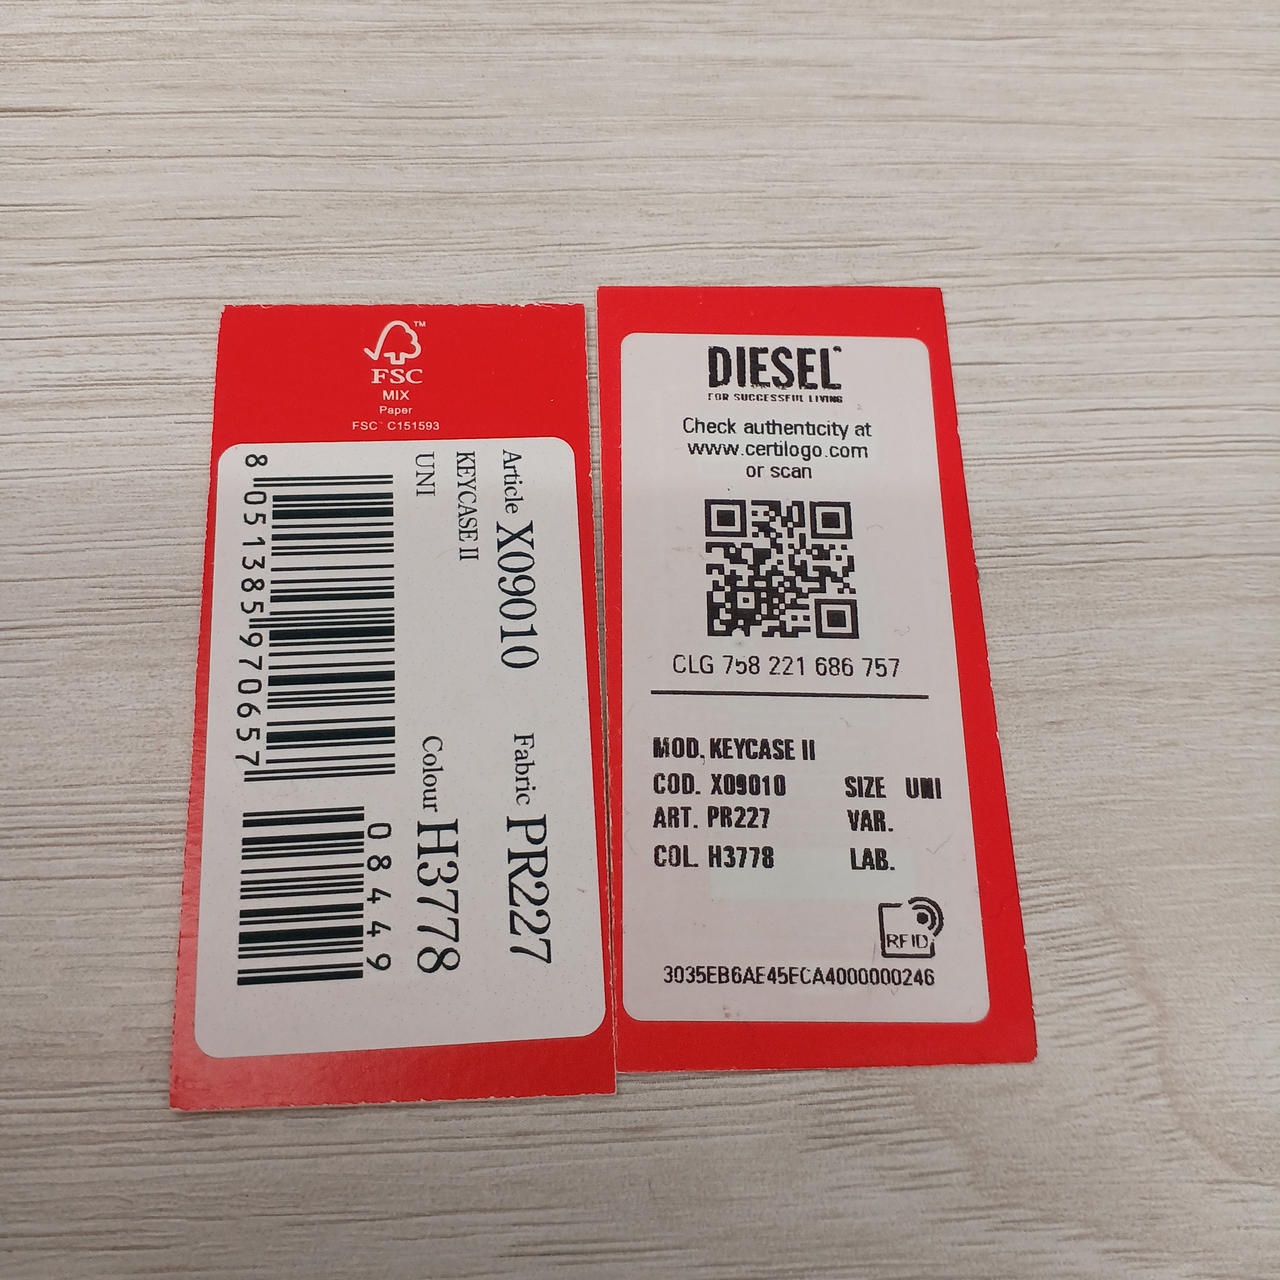 FSC
MIX
Paper
FSC™ C151593
Article X09010 Fabric PR227
KEYCASE II
UNI Colour H3778
8 051385 970657
08449
DIESEL
FOR SUCCESSFUL LIVING
Check authenticity at
www.certilogo.com
or scan
CLG 758 221 686 757
MOD. KEYCASE II
COD. X09010 SIZE UNI
ART. PR227 VAR.
COL. H3778 LAB.
RFID
3035EB6AE45ECA4000000246